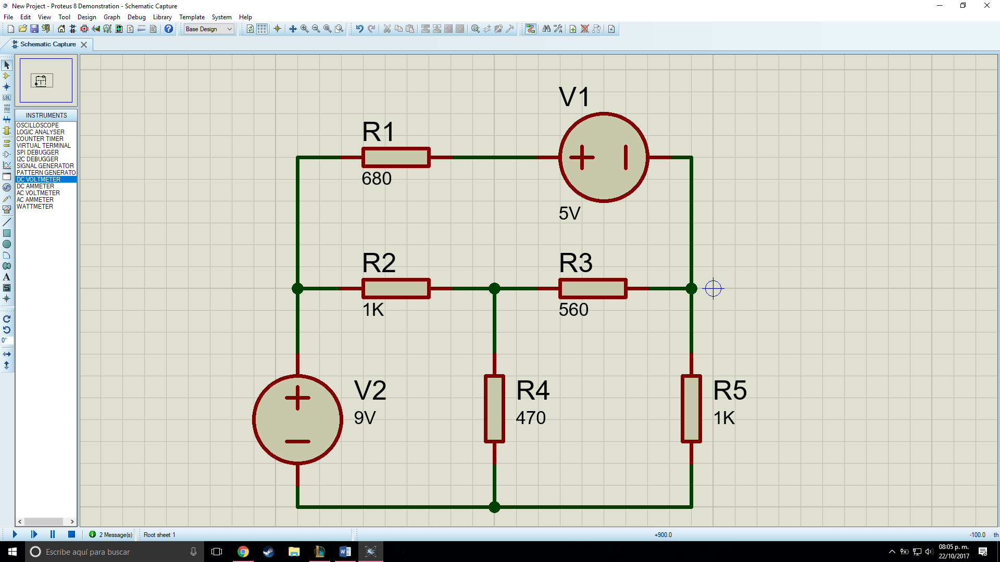 New Project - Proteus 8 Demonstration - Schematic Capture
File Edit View Tool Design Graph Debug Library Template System Help
Base Design
Schematic Capture
INSTRUMENTS
OSCILLOSCOPE
LOGIC ANALYSER
COUNTER TIMER
VIRTUAL TERMINAL
SPI DEBUGGER
I2C DEBUGGER
SIGNAL GENERATOR
PATTERN GENERATO
DC VOLTMETER
DC AMMETER
AC VOLTMETER
AC AMMETER
WATTMETER
LBL
A
S
0°
V1
5V
R1
680
R2
1K
R3
560
V2
9V
R4
470
R5
1K
2 Message(s)
Root sheet 1
+900.0
-100.0
th
Escribe aquí para buscar
08:05 p. m.
22/10/2017